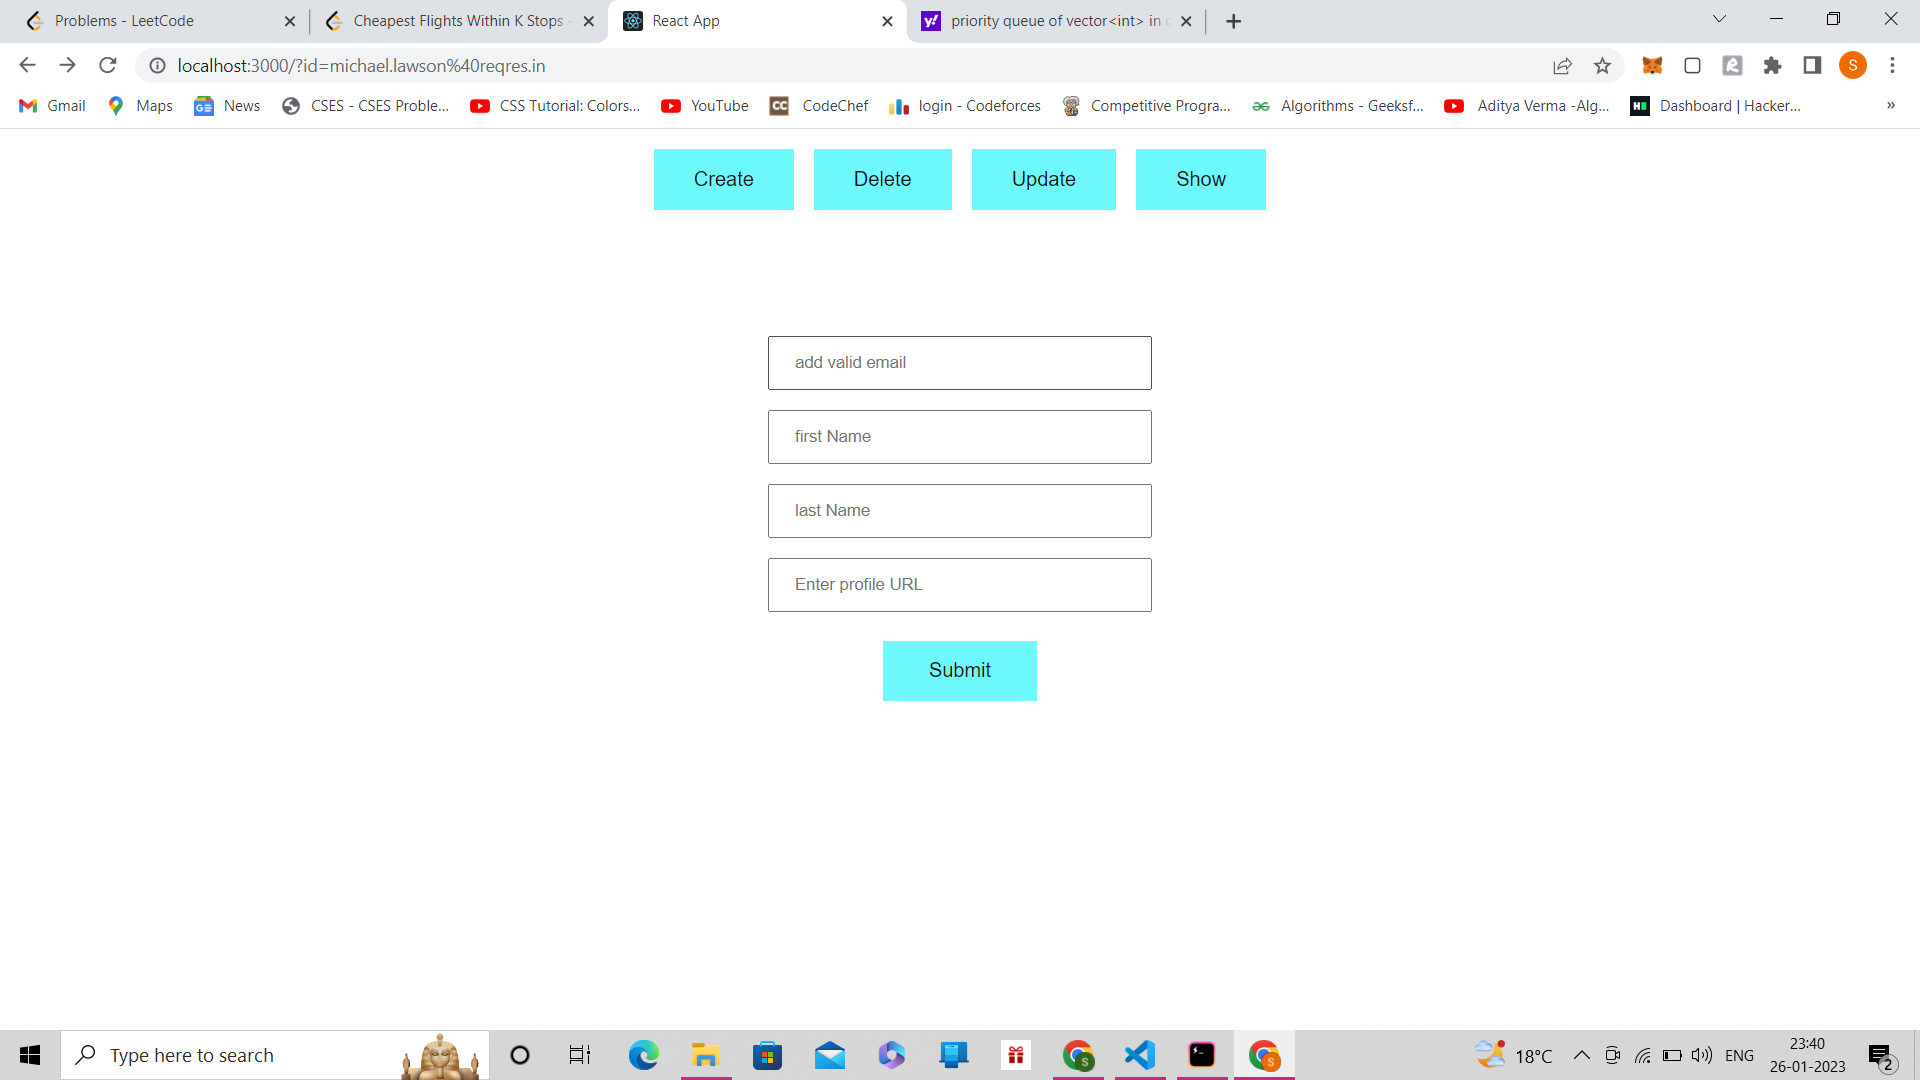 Problems - LeetCode
Cheapest Flights Within K Stops -
React App
priority queue of vector<int> in c
localhost:3000/?id=michael.lawson%40reqres.in
S
Gmail
Maps
News
CSES - CSES Proble...
CSS Tutorial: Colors...
YouTube
CodeChef
login - Codeforces
Competitive Progra...
Algorithms - Geeksf...
Aditya Verma -Alg...
Dashboard | Hacker...
»
Create
Delete
Update
Show
add valid email
first Name
last Name
Enter profile URL
Submit
Type here to search
18°C
ENG
23:40
26-01-2023
2